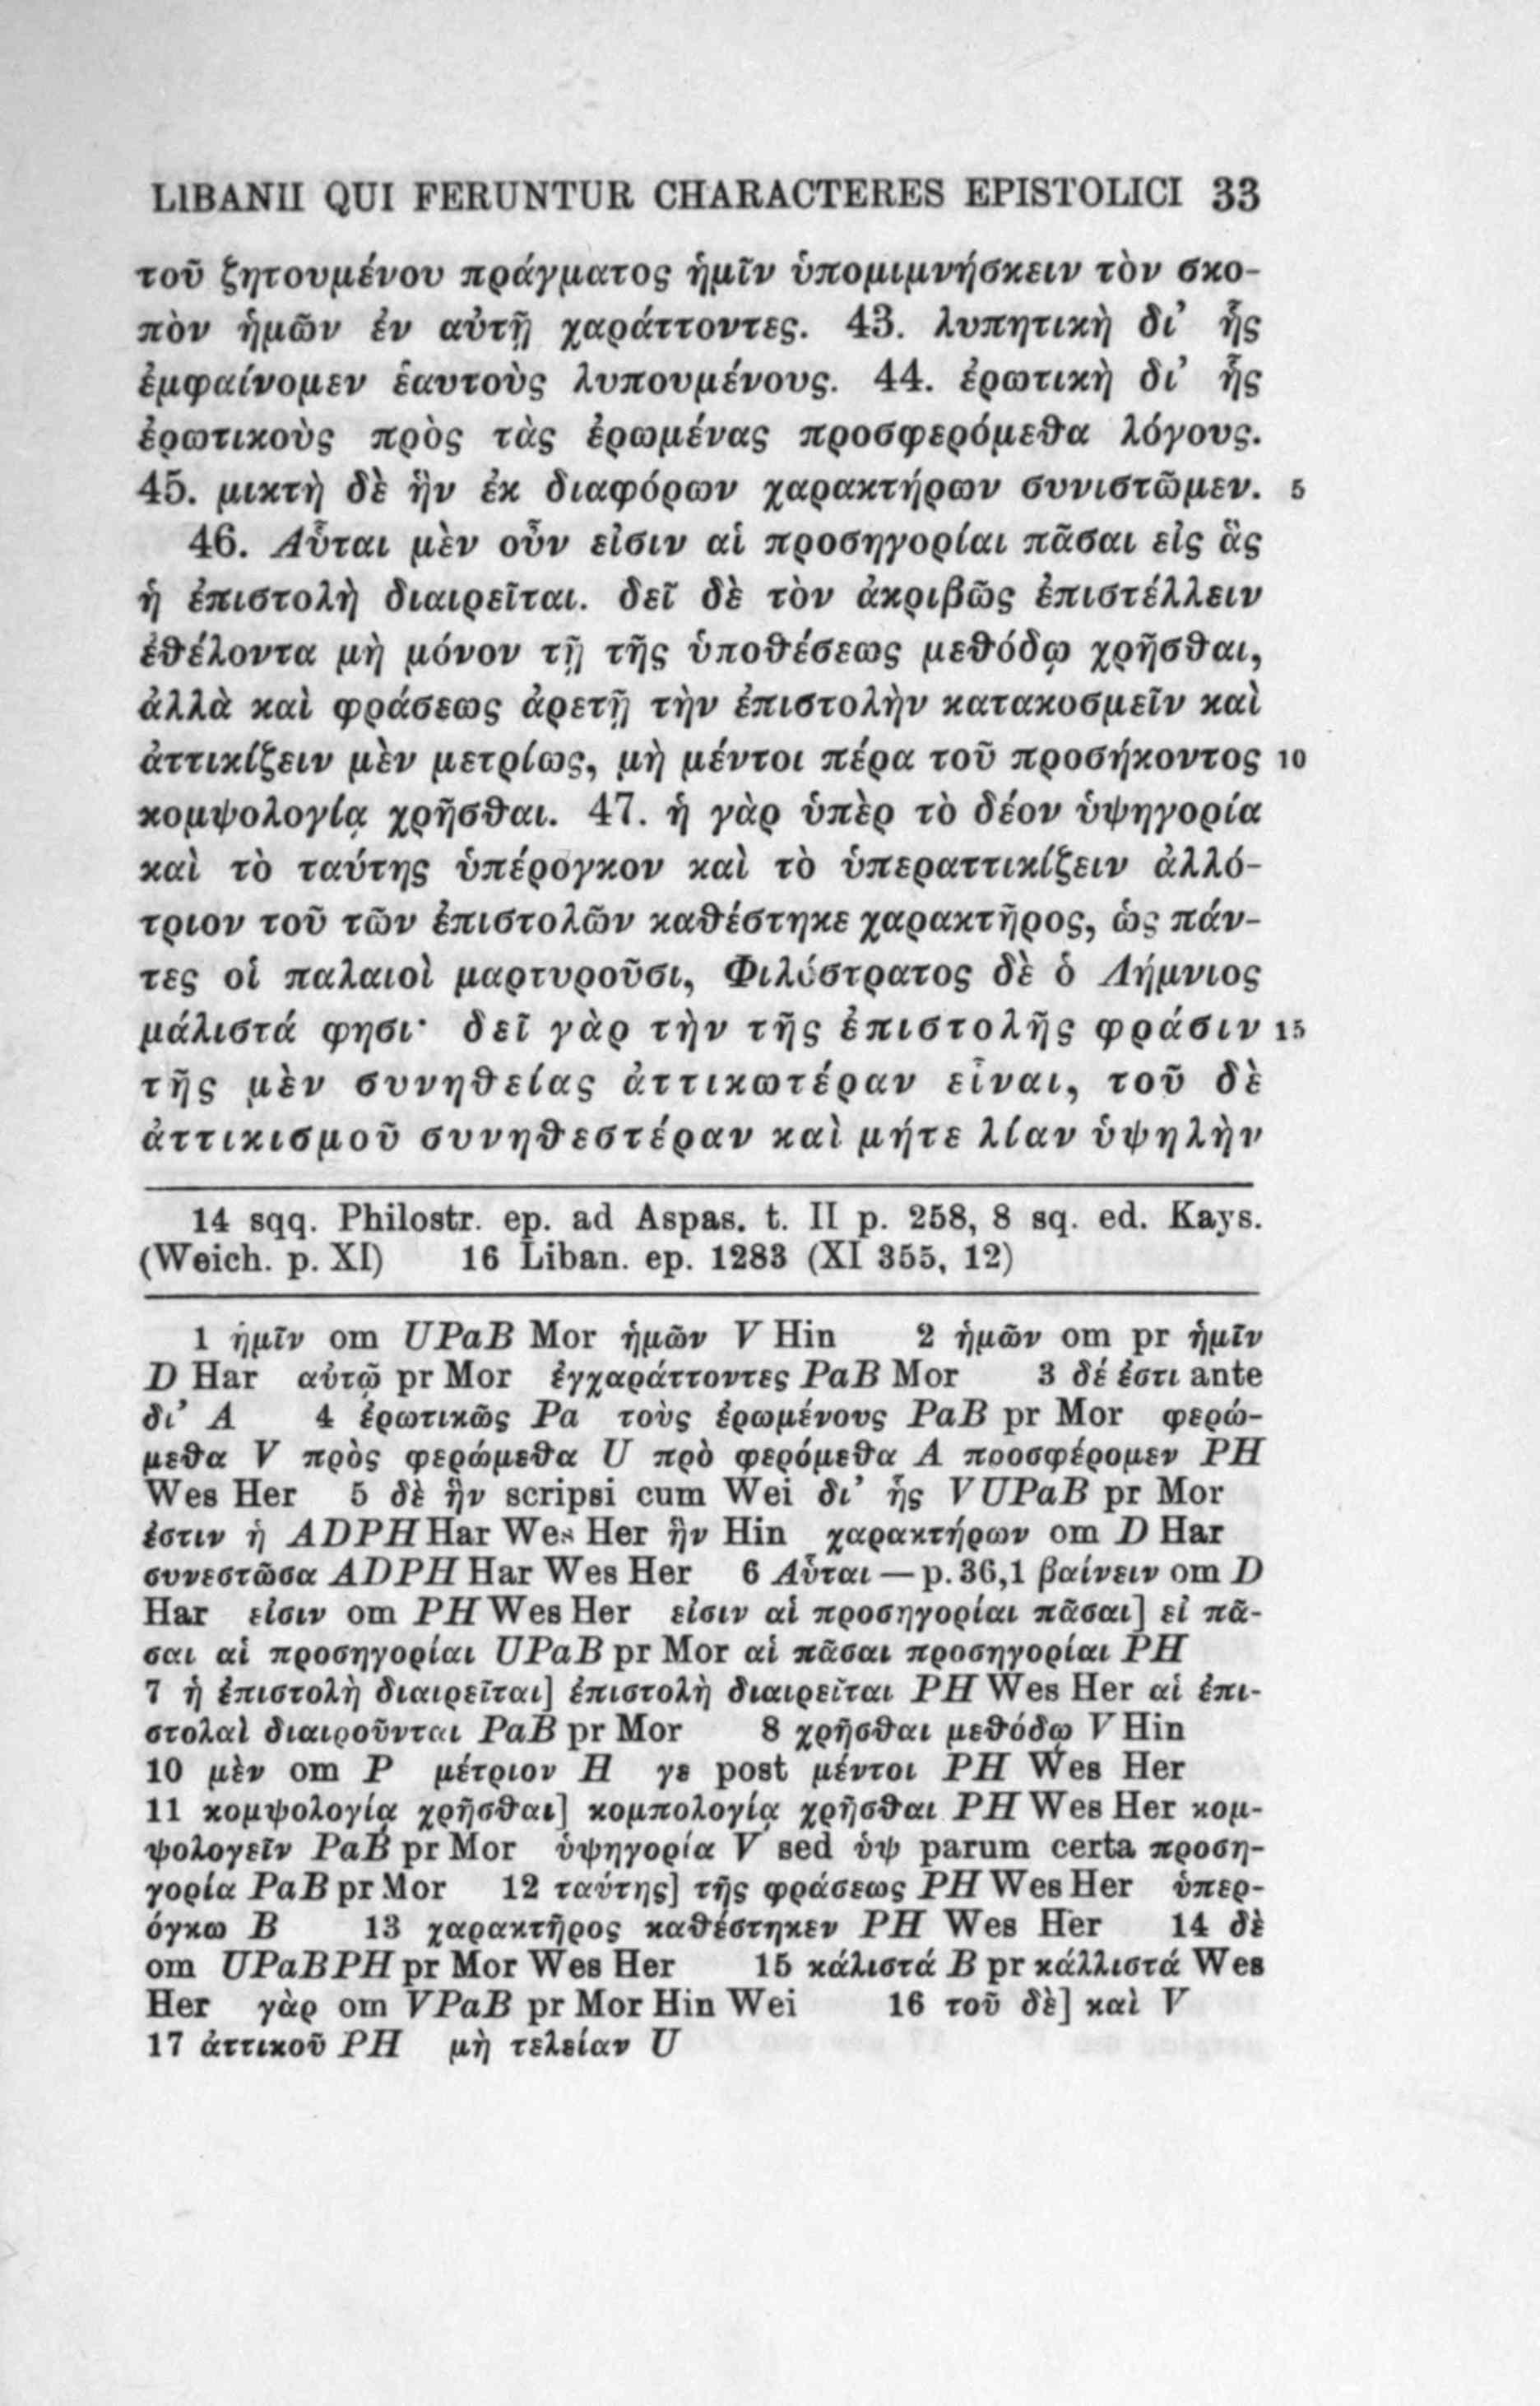 LIBANII QUI FERUNTUR CHARACTERES EPISTOLICI 33
τοῦ ζητουμένου πράγματος ἡμῖν ὑπομιμνήσκειν τὸν σκο-
πὸν ἡμῶν ἐν αὐτῇ χαράττοντες. 43. λυπητικὴ δι’ ἧς
ἐμφαίνομεν ἑαυτοὺς λυπουμένους. 44. ἐρωτικὴ δι’ ἧς
ἐρωτικοὺς πρὸς τὰς ἐρωμένας προσφερόμεθα λόγους.
45. μικτὴ δὲ ἣν ἐκ διαφόρων χαρακτήρων συνιστῶμεν. 5
46. Αὗται μὲν οὖν εἰσιν αἱ προσηγορίαι πᾶσαι εἰς ἃς
ἡ ἐπιστολὴ διαιρεῖται. δεῖ δὲ τὸν ἀκριβῶς ἐπιστέλλειν
ἐθέλοντα μὴ μόνον τῇ τῆς ὑποθέσεως μεθόδῳ χρῆσθαι,
ἀλλὰ καὶ φράσεως ἀρετῇ τὴν ἐπιστολὴν κατακοσμεῖν καὶ
ἀττικίζειν μὲν μετρίως, μὴ μέντοι πέρα τοῦ προσήκοντος 10
κομψολογίᾳ χρῆσθαι. 47. ἡ γὰρ ὑπὲρ τὸ δέον ὑψηγορία
καὶ τὸ ταύτης ὑπέρογκον καὶ τὸ ὑπεραττικίζειν ἀλλό-
τριον τοῦ τῶν ἐπιστολῶν καθέστηκε χαρακτῆρος, ὡς πάν-
τες οἱ παλαιοὶ μαρτυροῦσι, Φιλόστρατος δὲ ὁ Λήμνιος
μάλιστά φησι· δεῖ γὰρ τὴν τῆς ἐπιστολῆς φράσιν 15
τῆς μὲν συνηθείας ἀττικωτέραν εἶναι, τοῦ δὲ
ἀττικισμοῦ συνηθεστέραν καὶ μήτε λίαν ὑψηλὴν
14 sqq. Philostr. ep. ad Aspas. t. II p. 258, 8 sq. ed. Kays.
(Weich. p. XI) 16 Liban. ep. 1283 (XI 355, 12)
1 ἡμῖν om UPaB Mor ἡμῶν V Hin 2 ἡμῶν om pr ἡμῖν
D Har αὐτῷ pr Mor ἐγχαράττοντες PaB Mor 3 δέ ἐστι ante
δι’ A 4 ἐρωτικῶς Pa τοὺς ἐρωμένους PaB pr Mor φερώ-
μεθα V πρὸς φερώμεθα U πρὸ φερόμεθα A προσφέρομεν PH
Wes Her 5 δὲ ἣν scripsi cum Wei δι’ ἧς VUPaB pr Mor
ἐστιν ἡ ADPH Har Wes Her ἣν Hin χαρακτήρων om D Har
συνεστῶσα ADPH Har Wes Her 6 Αὗται — p. 36,1 βαίνειν om D
Har εἰσιν om PH Wes Her εἰσιν αἱ προσηγορίαι πᾶσαι] εἰ πᾶ-
σαι αἱ προσηγορίαι UPaB pr Mor αἱ πᾶσαι προσηγορίαι PH
7 ἡ ἐπιστολὴ διαιρεῖται] ἐπιστολὴ διαιρεῖται PH Wes Her αἱ ἐπι-
στολαὶ διαιροῦνται PaB pr Mor 8 χρῆσθαι μεθόδῳ V Hin
10 μὲν om P μέτριον H γε post μέντοι PH Wes Her
11 κομψολογίᾳ χρῆσθαι] κομπολογίᾳ χρῆσθαι PH Wes Her κομ-
ψολογεῖν PaB pr Mor ὑψηγορία V sed ὑψ parum certa προση-
γορία PaB pr Mor 12 ταύτης] τῆς φράσεως PH Wes Her ὑπερ-
όγκω B 13 χαρακτῆρος καθέστηκεν PH Wes Her 14 δὲ
om UPaBPH pr Mor Wes Her 15 κάλιστά B pr κάλλιστά Wes
Her γὰρ om VPaB pr Mor Hin Wei 16 τοῦ δὲ] καὶ V
17 ἀττικοῦ PH μὴ τελείαν U